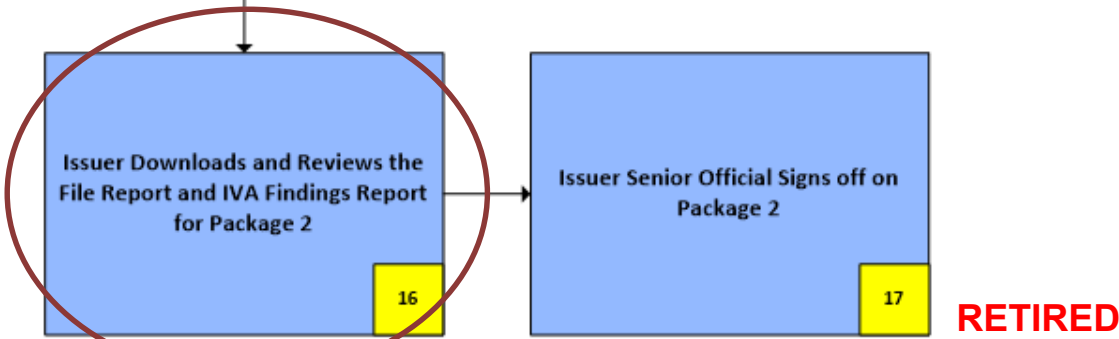 Issuer Downloads and Reviews the
File Report and IVA Findings Report
for Package 2
16
Issuer Senior Official Signs off on
Package 2
17
RETIRED